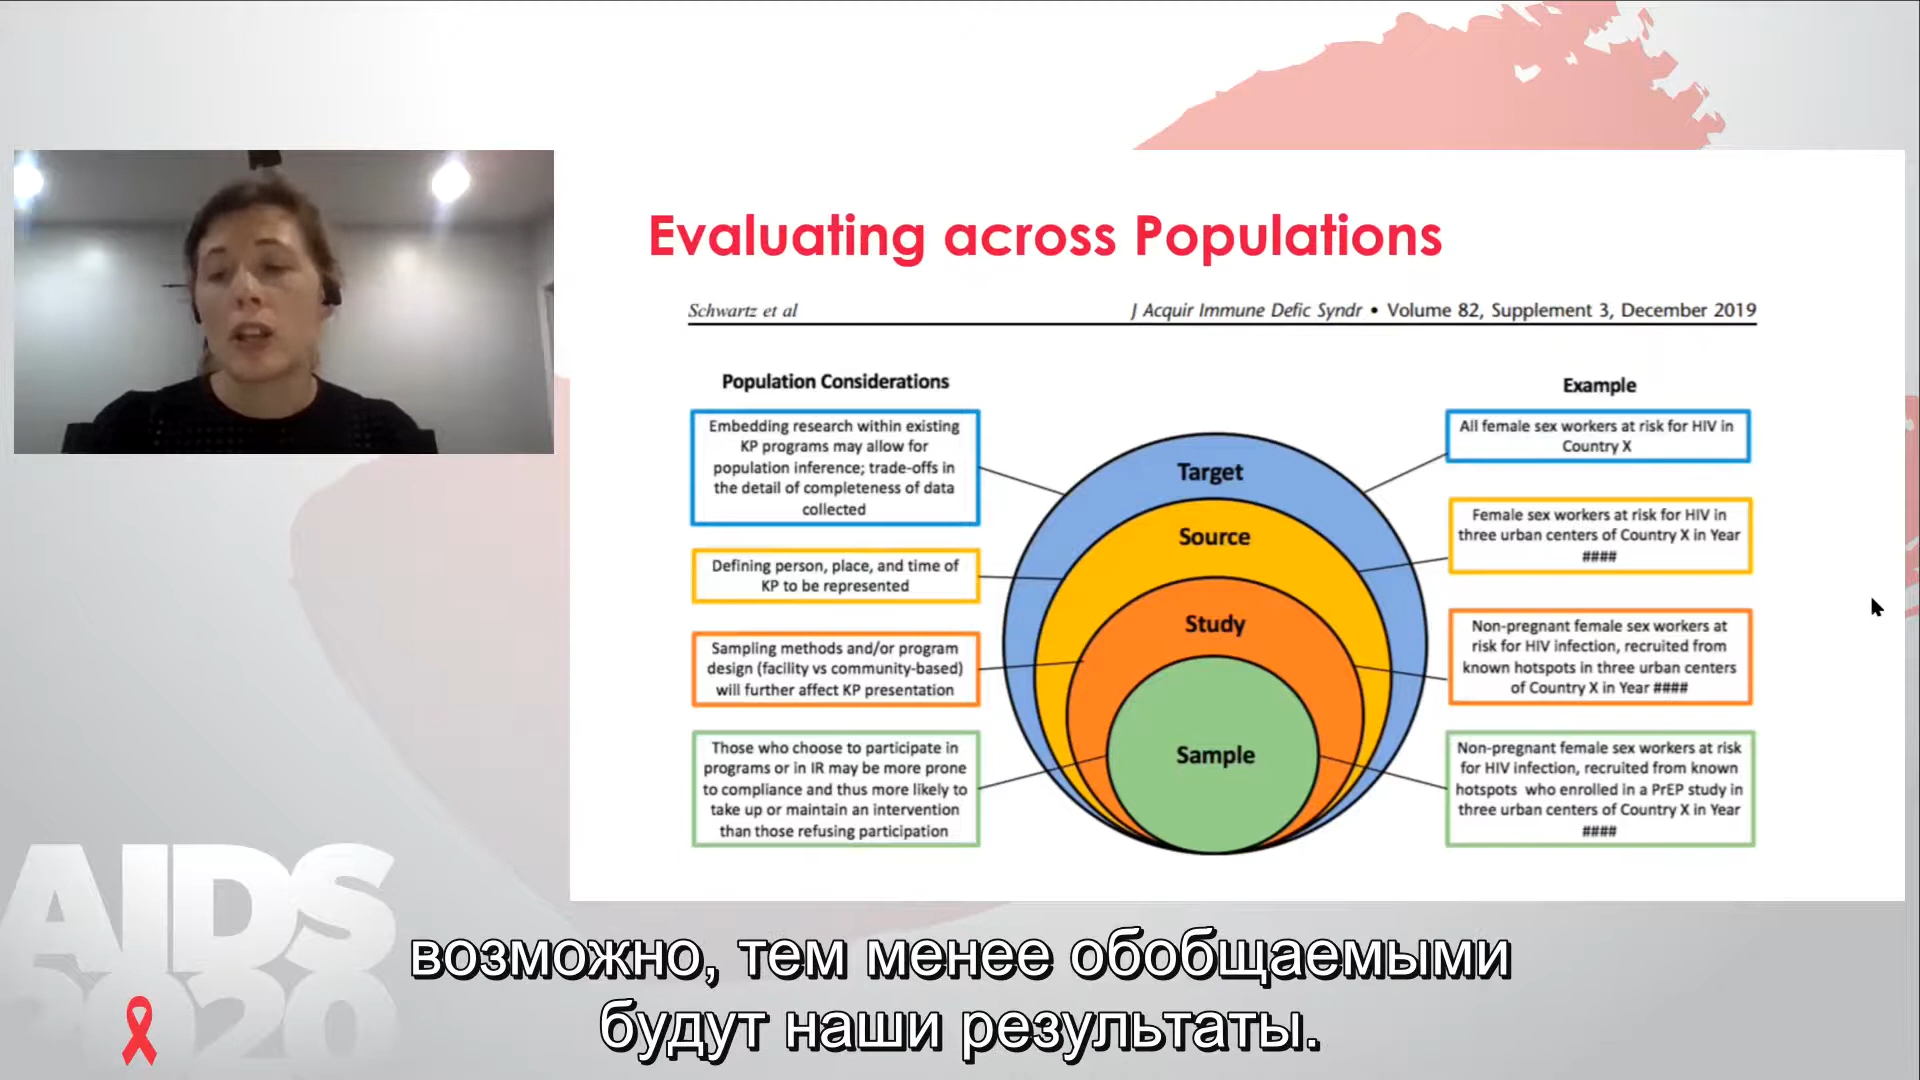 Evaluating across Populations
Schwartz et al
J Acquir Immune Defic Syndr • Volume 82, Supplement 3, December 2019
Population Considerations
Embedding research within existing
KP programs may allow for
population inference; trade-offs in
the detail of completeness of data
collected
Defining person, place, and time of
KP to be represented
Sampling methods and/or program
design (facility vs community-based)
will further affect KP presentation
Those who choose to participate in
programs or in IR may be more prone
to compliance and thus more likely to
take up or maintain an intervention
than those refusing participation
Target
Source
Study
Sample
Example
All female sex workers at risk for HIV in
Country X
Female sex workers at risk for HIV in
three urban centers of Country X in Year
####
Non-pregnant female sex workers at
risk for HIV infection, recruited from
known hotspots in three urban centers
of Country X in Year ####
Non-pregnant female sex workers at risk
for HIV infection, recruited from known
hotspots who enrolled in a PrEP study in
three urban centers of Country X in Year
####
AIDS
2020
возможно, тем менее обобщаемыми
будут наши результаты.